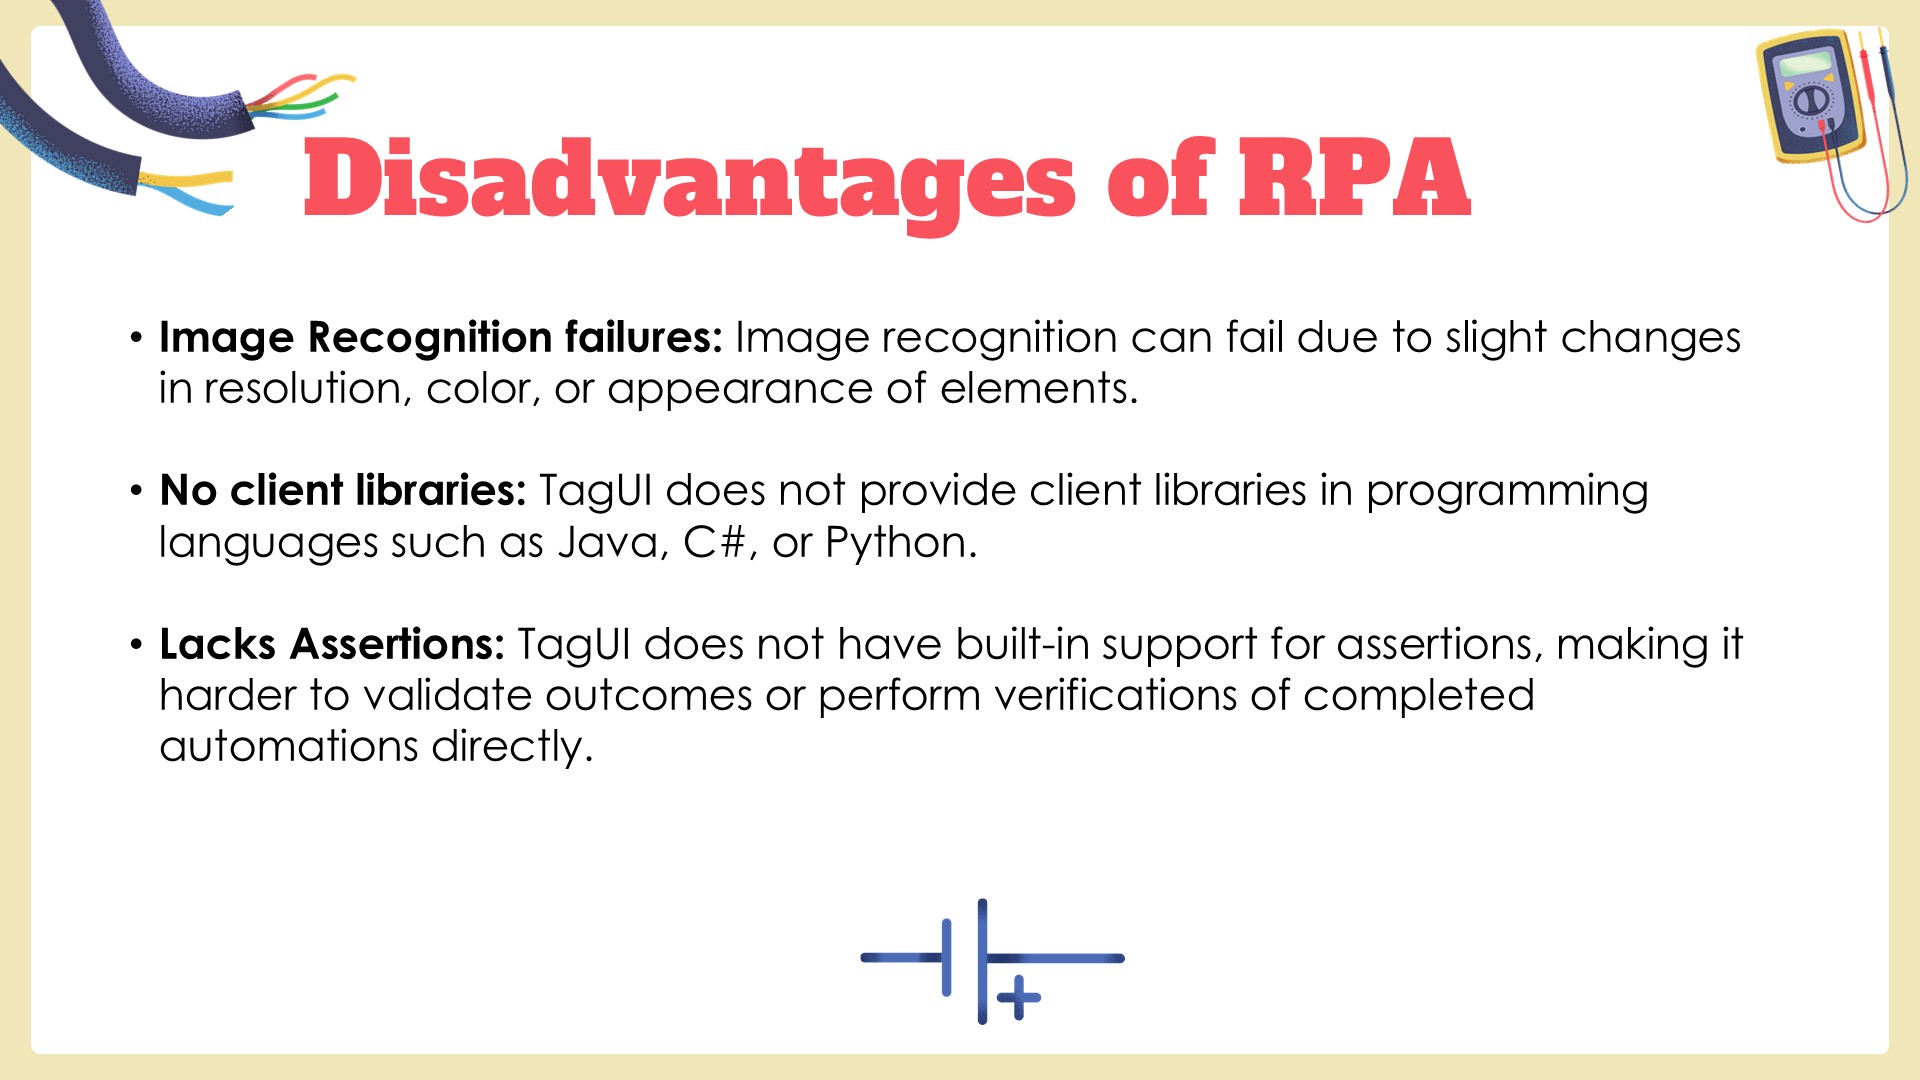 Disadvantages of RPA
• Image Recognition failures: Image recognition can fail due to slight changes
in resolution, color, or appearance of elements.
• No client libraries: TagUI does not provide client libraries in programming
languages such as Java, C#, or Python.
• Lacks Assertions: TagUI does not have built-in support for assertions, making it
harder to validate outcomes or perform verifications of completed
automations directly.